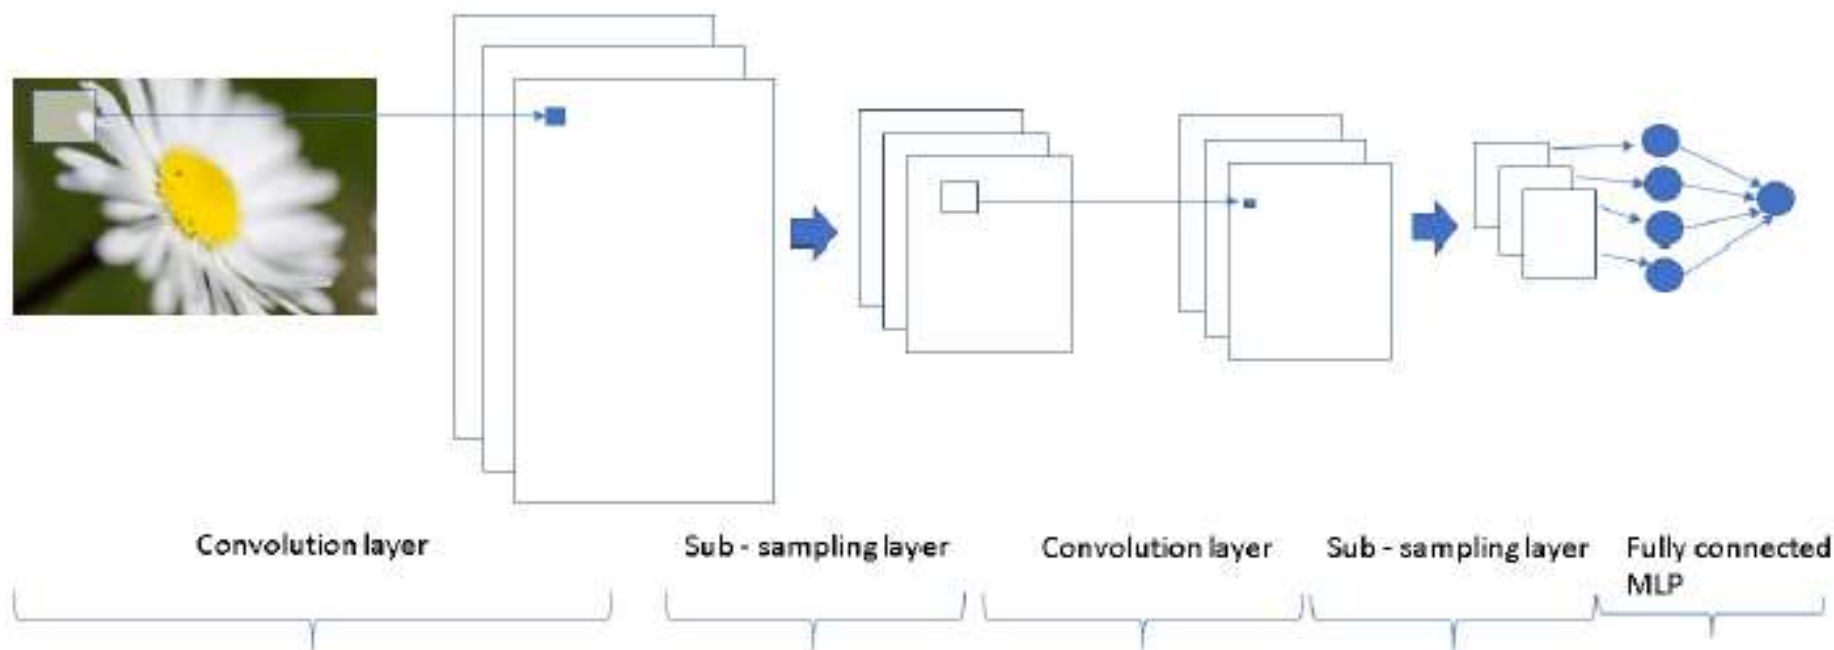 Convolution layer
Sub - sampling layer
Convolution layer
Sub - sampling layer
Fully connected
MLP